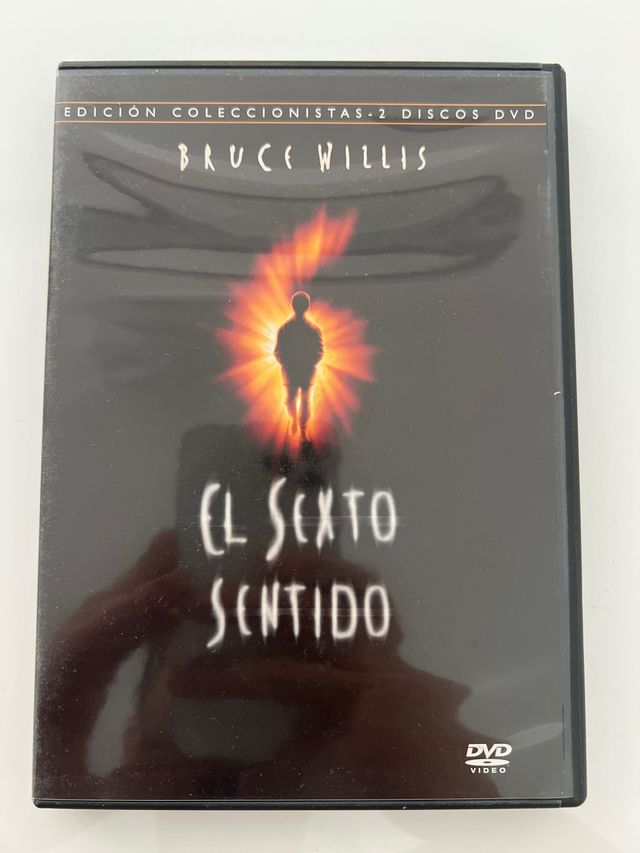 EDICIÓN COLECCIONISTAS-2 DISCOS DVD
BRUCE WILLIS
EL SEXTO
SENTIDO
DVD
VIDEO